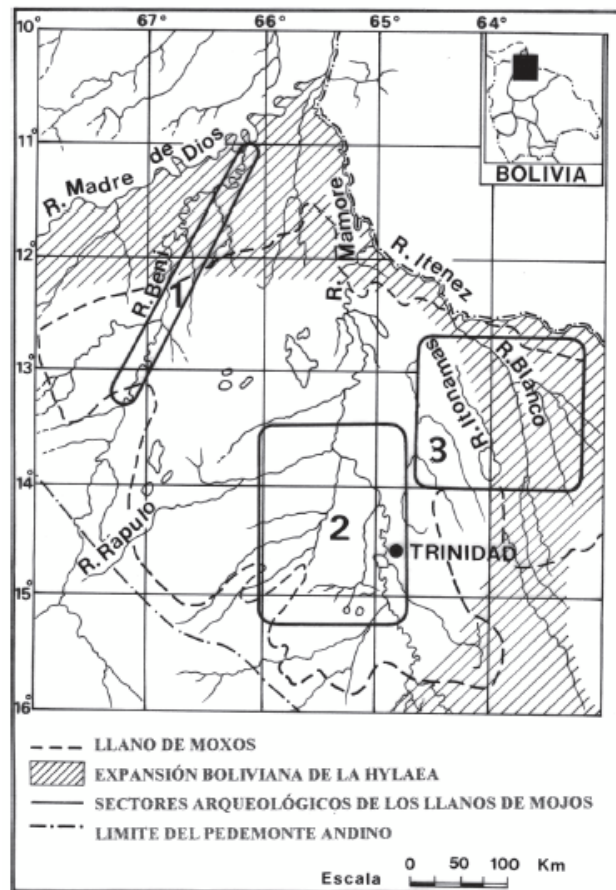 67° 66° 65° 64°
10°
11°
12°
13°
14°
15°
16°
BOLIVIA
R. Madre de Dios
R. Beni
R. Mamore
R. Itenez
R. Itonamas
R. Blanco
R. Rapulo
1
2
3
TRINIDAD
LLANO DE MOXOS
EXPANSIÓN BOLIVIANA DE LA HYLAEA
SECTORES ARQUEOLÓGICOS DE LOS LLANOS DE MOJOS
LIMITE DEL PEDEMONTE ANDINO
Escala 0 50 100 Km